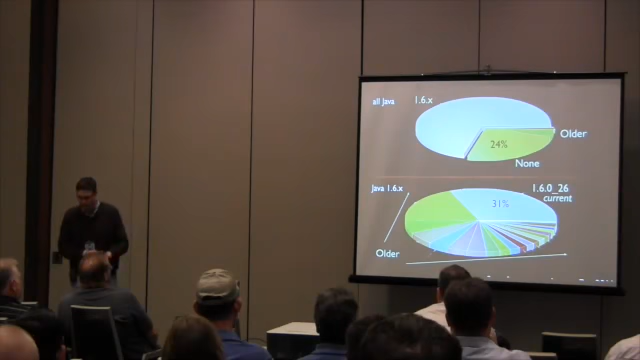 all Java 1.6.x
24%
Older
None
Java 1.6.x
31%
1.6.0_26
current
Older